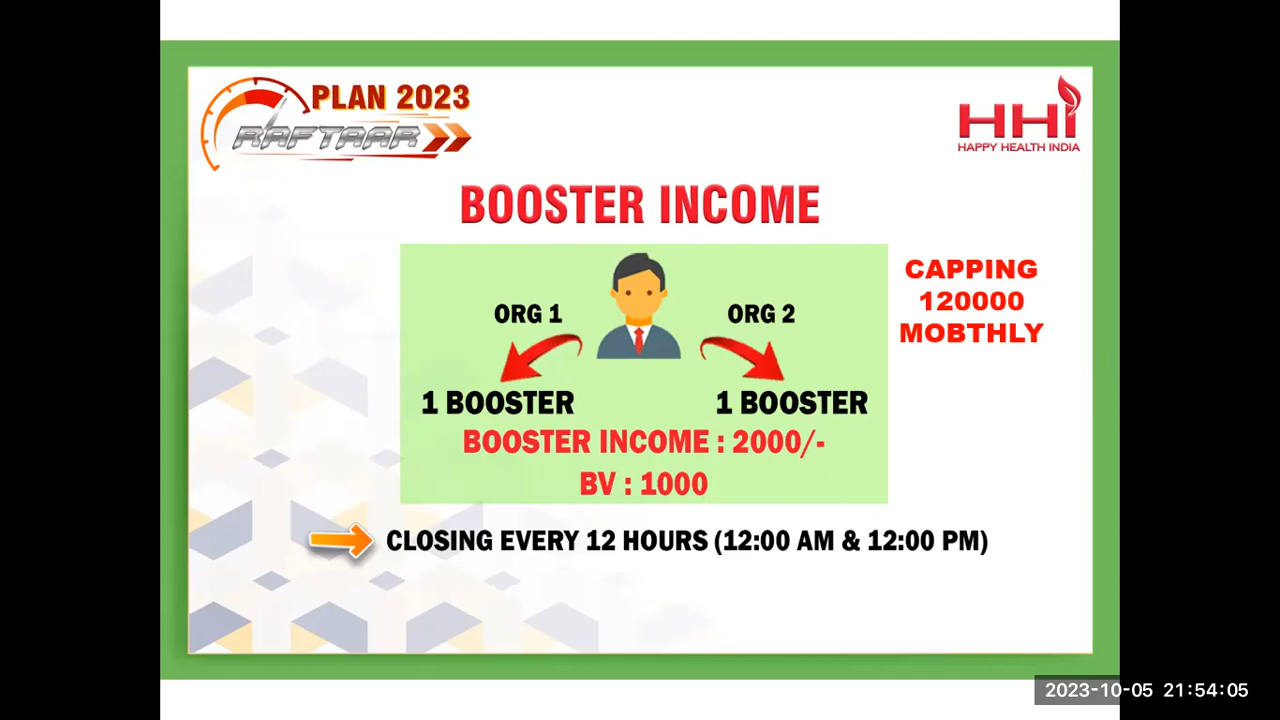 PLAN 2023
RAFTAAR
HHI
HAPPY HEALTH INDIA
BOOSTER INCOME
CAPPING
120000
MOBTHLY
ORG 1
ORG 2
1 BOOSTER
1 BOOSTER
BOOSTER INCOME : 2000/-
BV : 1000
CLOSING EVERY 12 HOURS (12:00 AM & 12:00 PM)
2023-10-05 21:54:05